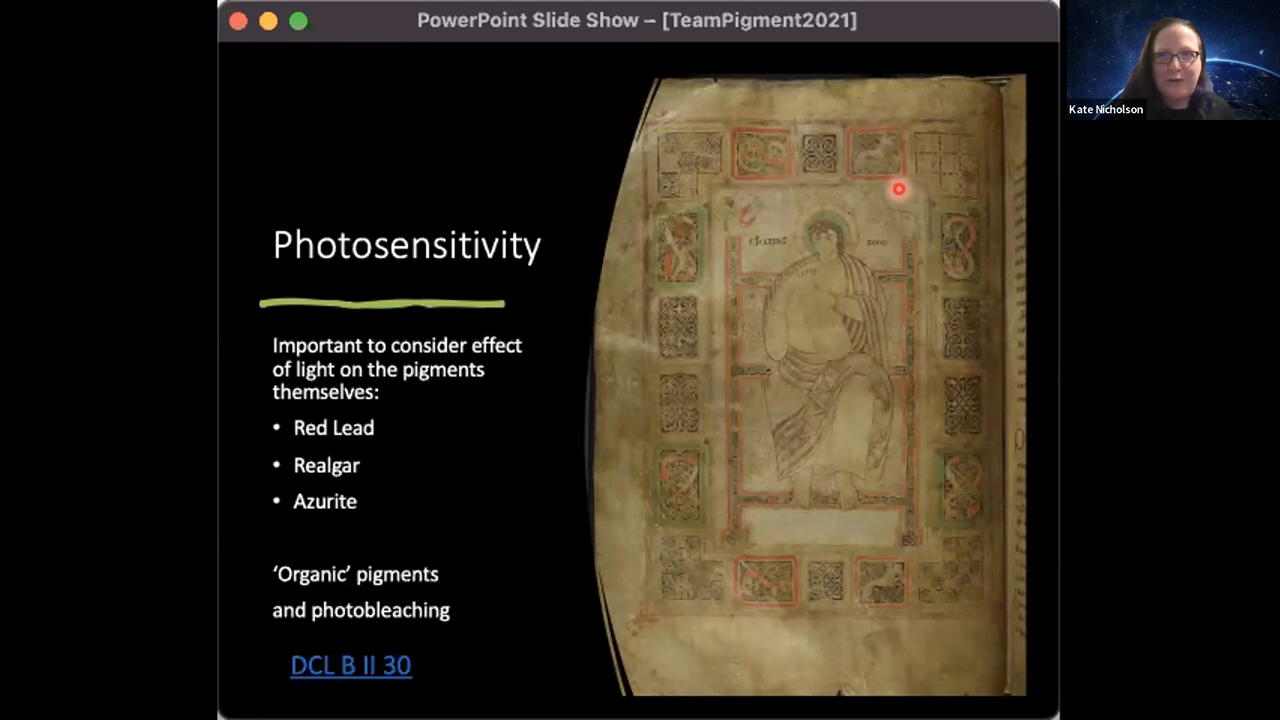 PowerPoint Slide Show – [TeamPigment2021]
Kate Nicholson
Photosensitivity
Important to consider effect
of light on the pigments
themselves:
• Red Lead
• Realgar
• Azurite
‘Organic’ pigments
and photobleaching
DCL B II 30